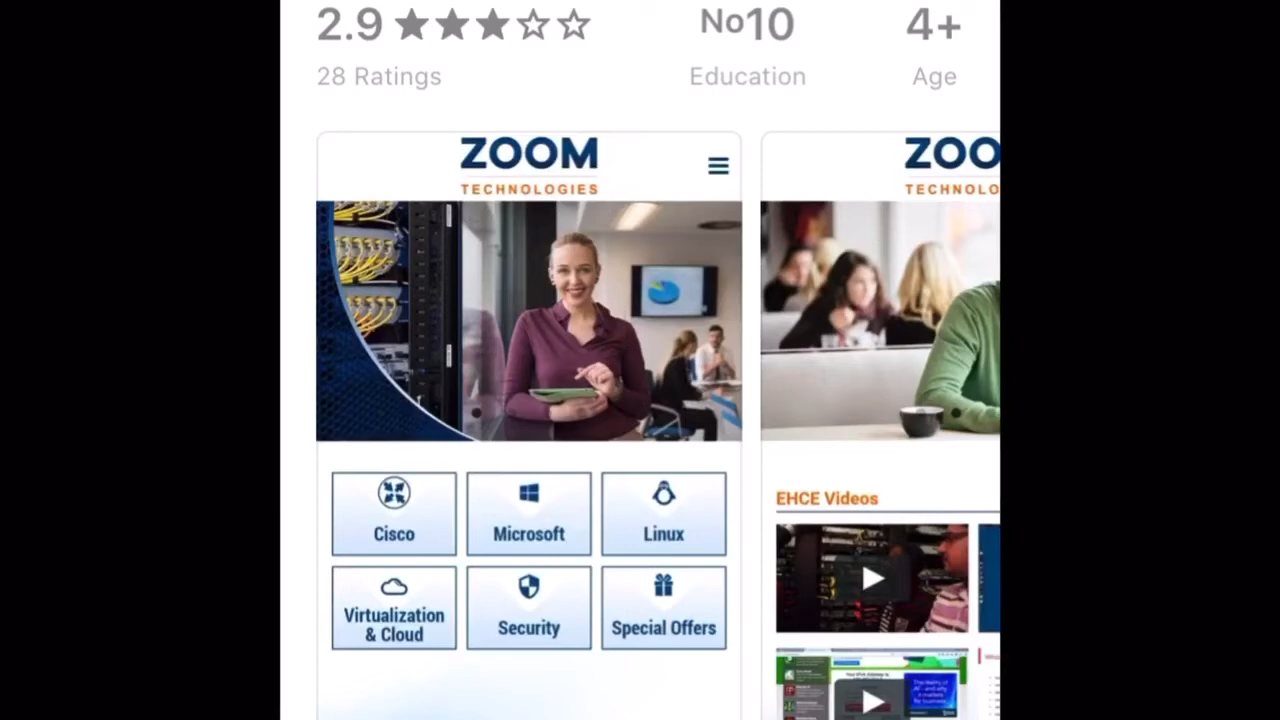 2.9
No10
4+
28 Ratings
Education
Age
ZOOM
TECHNOLOGIES
Cisco
Microsoft
Linux
Virtualization
& Cloud
Security
Special Offers
ZOO
TECHNOLO
EHCE Videos